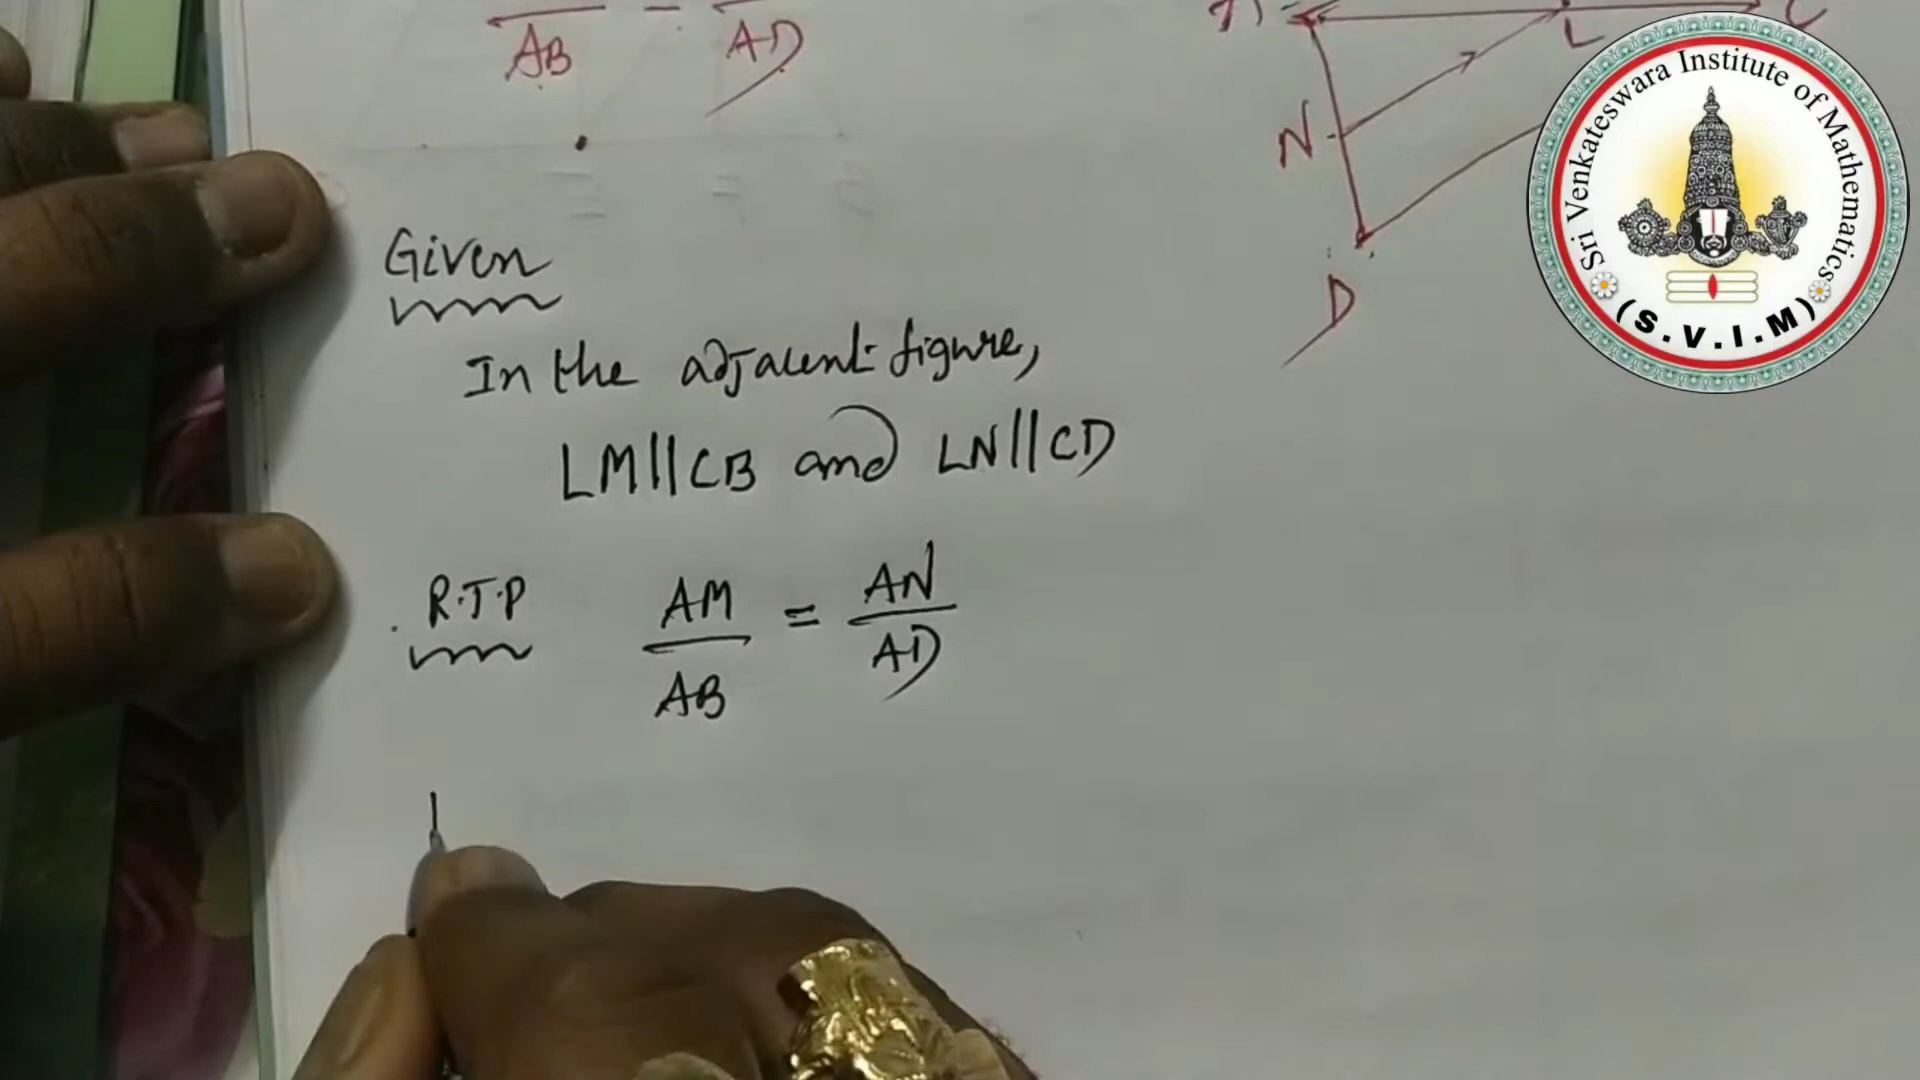 AB = AD
L C
N
D
Given
In the adjacent figure,
LM||CB and LN||CD
R.T.P AM/AB = AN/AD
Sri Venkateswara Institute of Mathematics
(S.V.I.M)